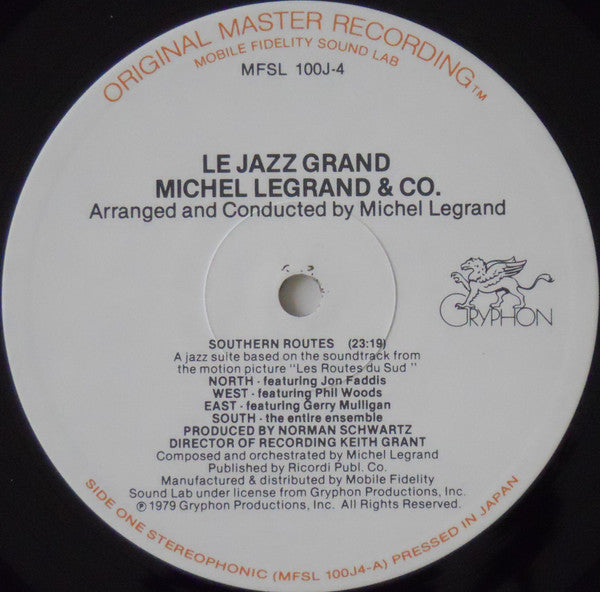 ORIGINAL MASTER RECORDING™
MOBILE FIDELITY SOUND LAB
MFSL 100J-4
LE JAZZ GRAND
MICHEL LEGRAND & CO.
Arranged and Conducted by Michel Legrand
GRYPHON
SOUTHERN ROUTES (23:19)
A jazz suite based on the soundtrack from
the motion picture "Les Routes du Sud "
NORTH - featuring Jon Faddis
WEST - featuring Phil Woods
EAST - featuring Gerry Mulligan
SOUTH - the entire ensemble
PRODUCED BY NORMAN SCHWARTZ
DIRECTOR OF RECORDING KEITH GRANT
Composed and orchestrated by Michel Legrand
Published by Ricordi Publ. Co.
Manufactured & distributed by Mobile Fidelity
Sound Lab under license from Gryphon Productions, Inc.
℗ 1979 Gryphon Productions, Inc. All Rights Reserved.
SIDE ONE STEREOPHONIC (MFSL 100J4-A) PRESSED IN JAPAN